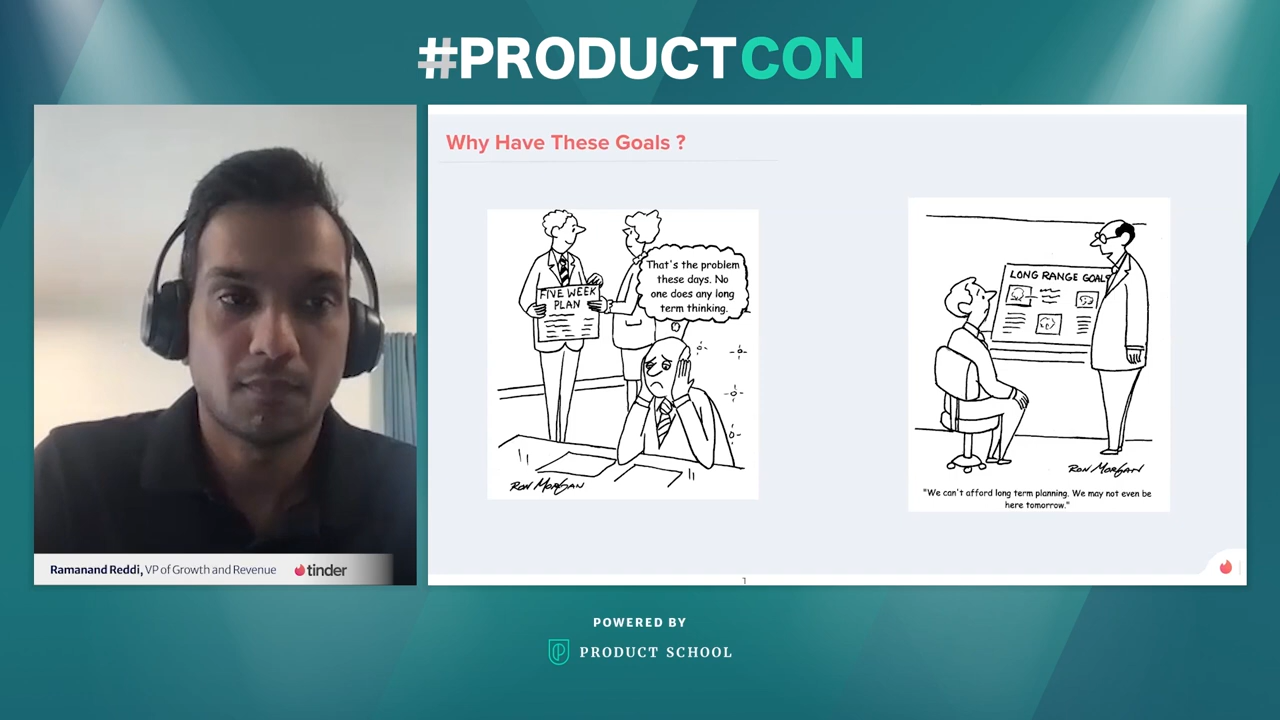 #PRODUCTCON
Why Have These Goals ?
FIVE WEEK
PLAN
That's the problem
these days. No
one does any long
term thinking.
RON MORGAN
LONG RANGE GOALS
RON MORGAN
"We can't afford long term planning. We may not even be
here tomorrow."
Ramanand Reddi, VP of Growth and Revenue
tinder
1
POWERED BY
PRODUCT SCHOOL